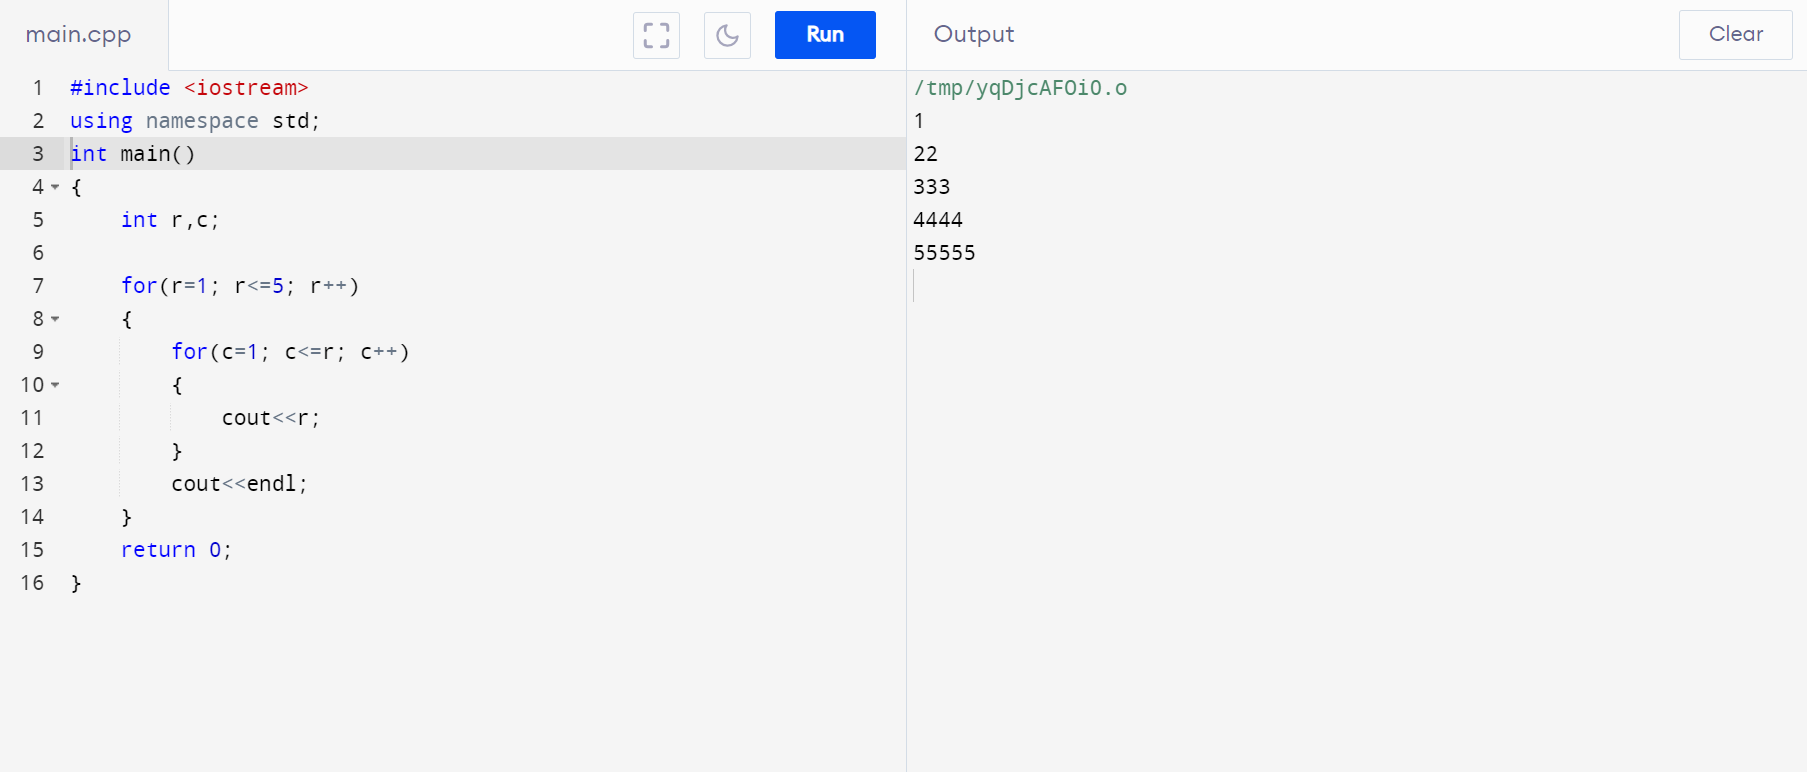 main.cpp
Run
1 #include <iostream>
2 using namespace std;
3 int main()
4 {
5     int r,c;
6
7     for(r=1; r<=5; r++)
8     {
9         for(c=1; c<=r; c++)
10         {
11             cout<<r;
12         }
13         cout<<endl;
14     }
15     return 0;
16 }
Output
Clear
/tmp/yqDjcAFOiO.o
1
22
333
4444
55555